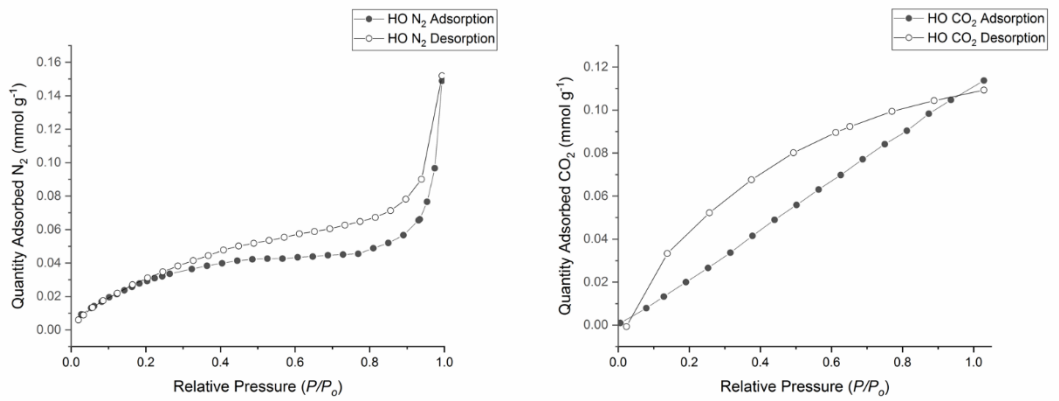 HO N₂ Adsorption
HO N₂ Desorption
Quantity Adsorbed N₂ (mmol g⁻¹)
0.16
0.14
0.12
0.10
0.08
0.06
0.04
0.02
0.00
0.0 0.2 0.4 0.6 0.8 1.0
Relative Pressure (P/Pₒ)
HO CO₂ Adsorption
HO CO₂ Desorption
Quantity Adsorbed CO₂ (mmol g⁻¹)
0.12
0.10
0.08
0.06
0.04
0.02
0.00
0.0 0.2 0.4 0.6 0.8 1.0
Relative Pressure (P/Pₒ)